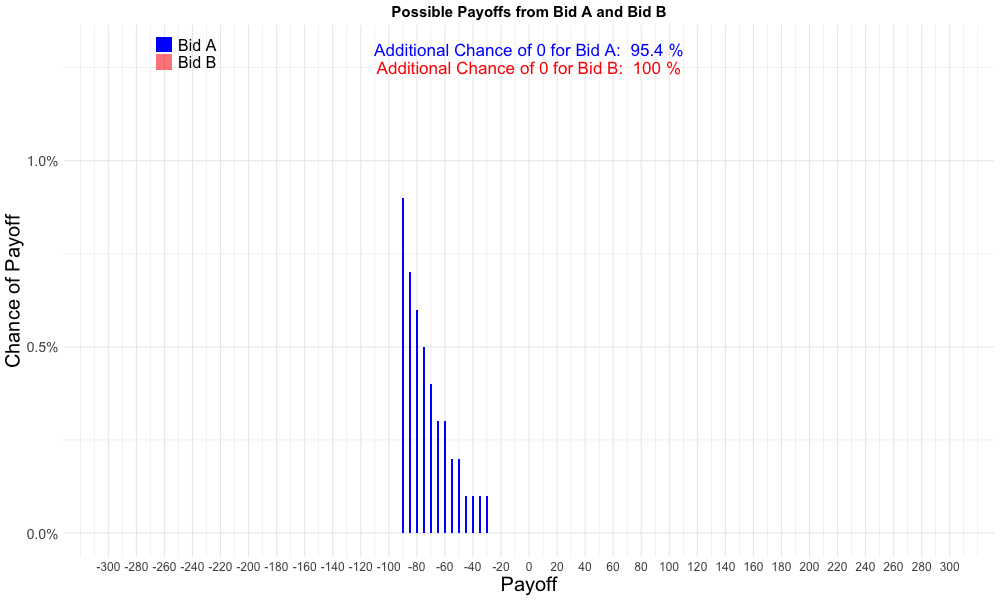 Possible Payoffs from Bid A and Bid B
Bid A
Bid B
Additional Chance of 0 for Bid A:  95.4 %
Additional Chance of 0 for Bid B:  100 %
Chance of Payoff
1.0%
0.5%
0.0%
-300 -280 -260 -240 -220 -200 -180 -160 -140 -120 -100 -80 -60 -40 -20 0 20 40 60 80 100 120 140 160 180 200 220 240 260 280 300
Payoff